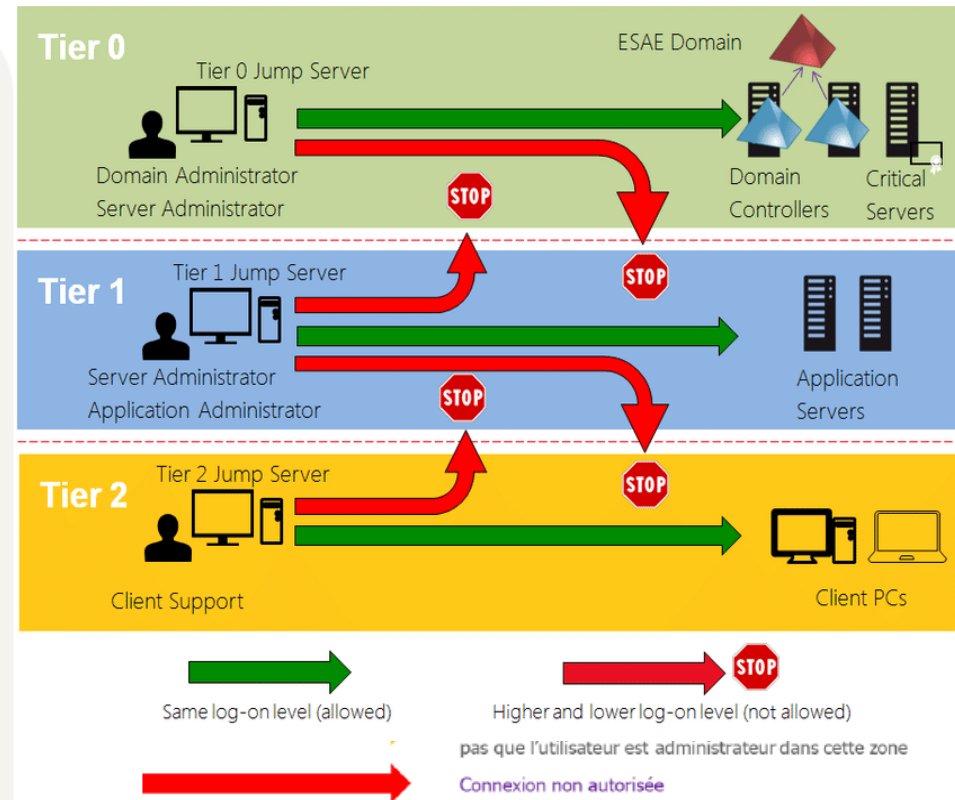 Tier 0
ESAE Domain
Tier 0 Jump Server
Domain Administrator
Server Administrator
STOP
Domain
Controllers
Critical
Servers
Tier 1
Tier 1 Jump Server
STOP
Server Administrator
Application Administrator
STOP
Application
Servers
Tier 2
Tier 2 Jump Server
STOP
Client Support
Client PCs
STOP
Same log-on level (allowed)
Higher and lower log-on level (not allowed)
pas que l'utilisateur est administrateur dans cette zone
Connexion non autorisée